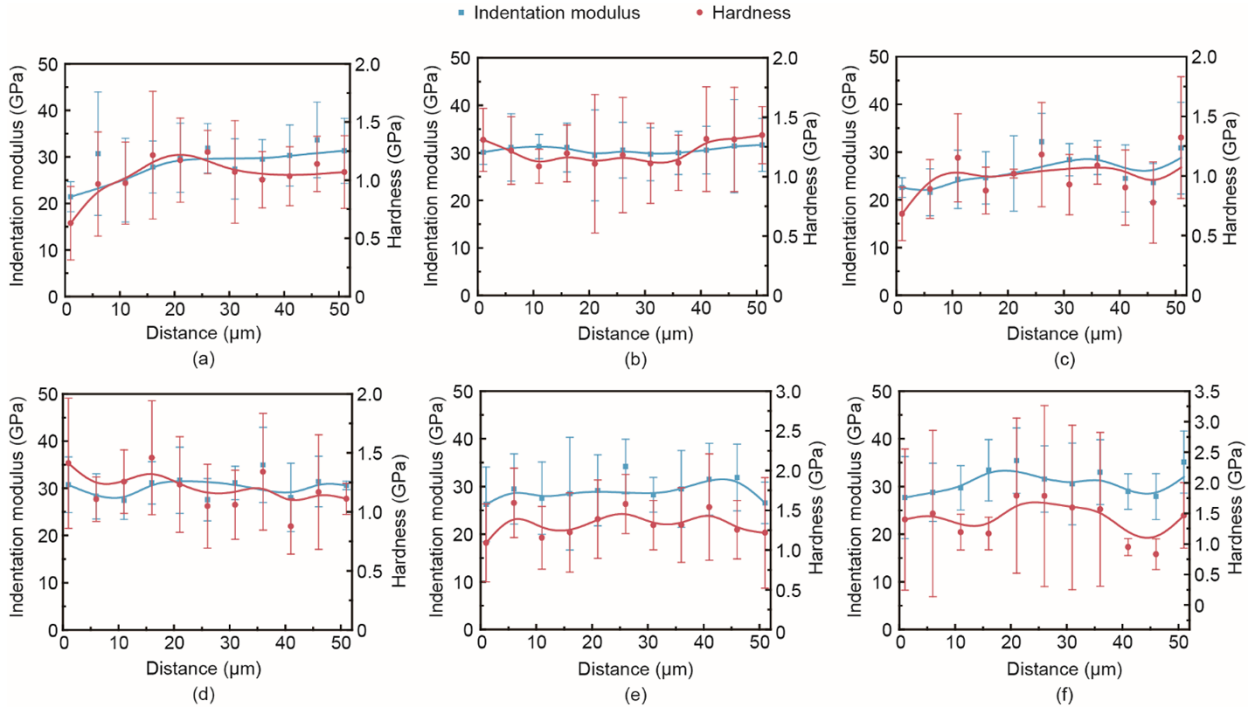 Indentation modulus Hardness
50 2.0 50 2.0 50 2.0
40 1.5 40 1.5 40 1.5
30 1.0 30 1.0 30 1.0
20 0.5 20 0.5 20 0.5
10 10 10
0 0 0 0 0 0
0 10 20 30 40 50 0 10 20 30 40 50 0 10 20 30 40 50
Indentation modulus (GPa) Hardness (GPa) Indentation modulus (GPa) Hardness (GPa) Indentation modulus (GPa) Hardness (GPa)
Distance (μm) Distance (μm) Distance (μm)
(a) (b) (c)
50 2.0 50 3.0 50 3.5
40 1.5 40 2.5 40 3.0
30 1.0 30 2.0 30 2.5
20 0.5 20 1.5 20 2.0
10 10 1.0 10 1.5
0 0 0 0.5 0 1.0
0 0.5
0
0 10 20 30 40 50 0 10 20 30 40 50 0 10 20 30 40 50
Indentation modulus (GPa) Hardness (GPa) Indentation modulus (GPa) Hardness (GPa) Indentation modulus (GPa) Hardness (GPa)
Distance (μm) Distance (μm) Distance (μm)
(d) (e) (f)